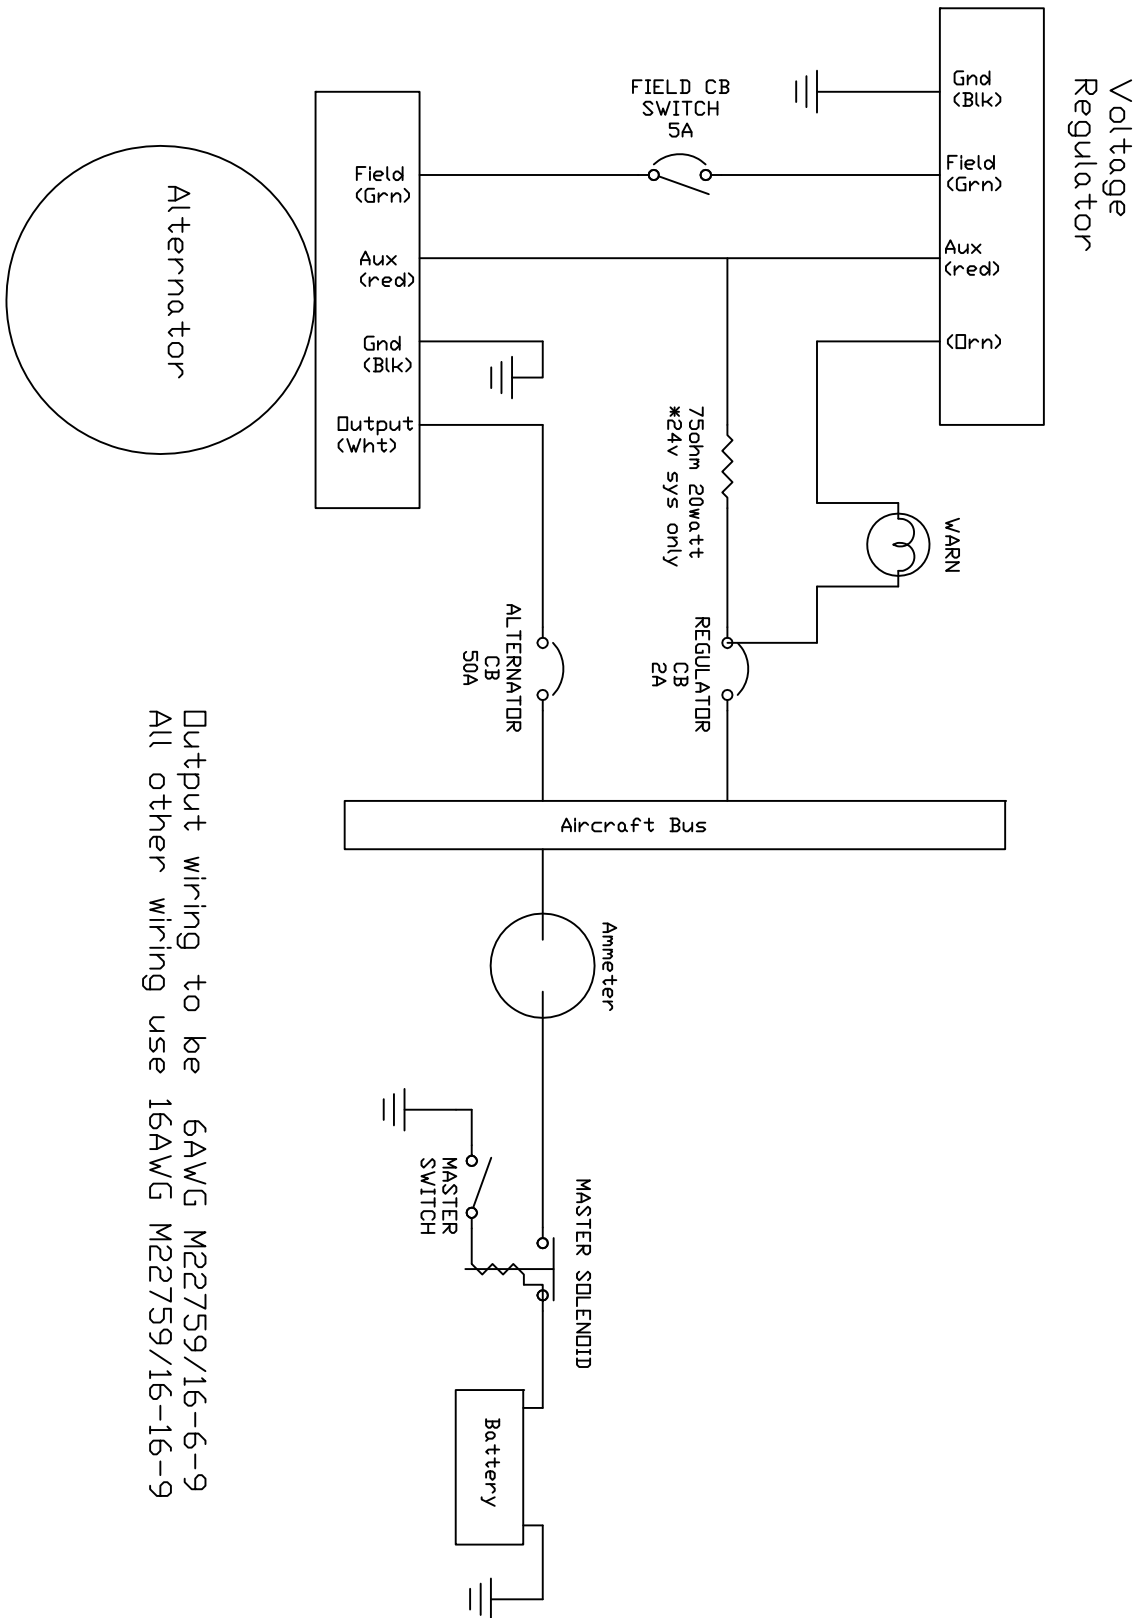 Voltage
Regulator
Gnd
(Blk)
Field
(Grn)
Aux
(red)
(Orn)
FIELD CB
SWITCH
5A
Alternator
Field
(Grn)
Aux
(red)
Gnd
(Blk)
Output
(Wht)
75ohm 20watt
*24v sys only
WARN
REGULATOR
CB
2A
ALTERNATOR
CB
50A
Aircraft Bus
Ammeter
MASTER
SWITCH
MASTER SOLENOID
Battery
Output wiring to be 6AWG M22759/16-6-9
All other wiring use 16AWG M22759/16-16-9